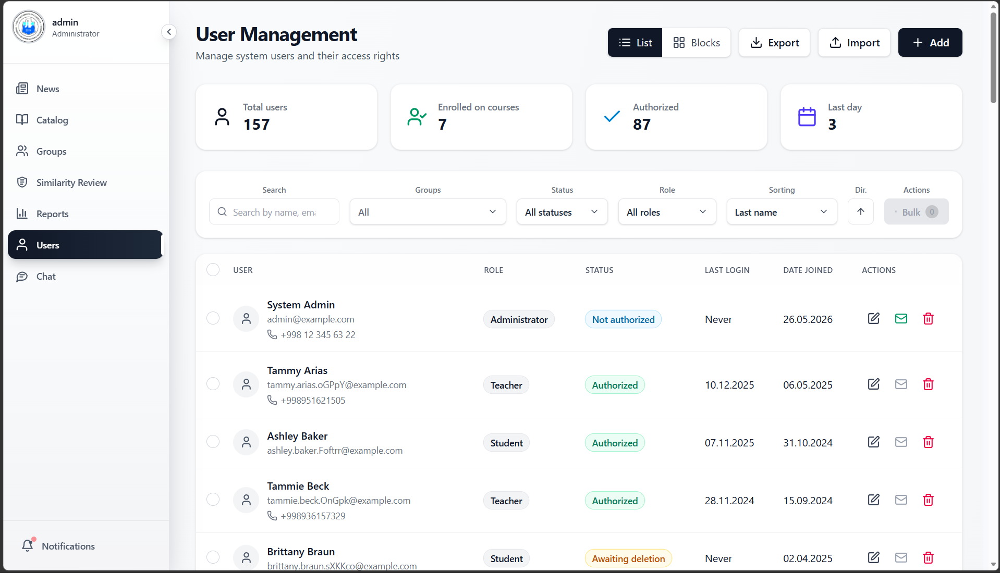 admin
Administrator
News
Catalog
Groups
Similarity Review
Reports
Users
Chat
Notifications
User Management
Manage system users and their access rights
List
Blocks
Export
Import
Add
Total users
157
Enrolled on courses
7
Authorized
87
Last day
3
Search
Groups
Status
Role
Sorting
Dir.
Actions
Search by name, ema
All
All statuses
All roles
Last name
Bulk 0
USER ROLE STATUS LAST LOGIN DATE JOINED ACTIONS
System Admin
admin@example.com
+998 12 345 63 22
Administrator
Not authorized
Never
26.05.2026
Tammy Arias
tammy.arias.oGPpY@example.com
+998951621505
Teacher
Authorized
10.12.2025
06.05.2025
Ashley Baker
ashley.baker.Foftrr@example.com
Student
Authorized
07.11.2025
31.10.2024
Tammie Beck
tammie.beck.OnGpk@example.com
+998936157329
Teacher
Authorized
28.11.2024
15.09.2024
Brittany Braun
brittany.braun.sXKKco@example.com
Student
Awaiting deletion
Never
02.04.2025